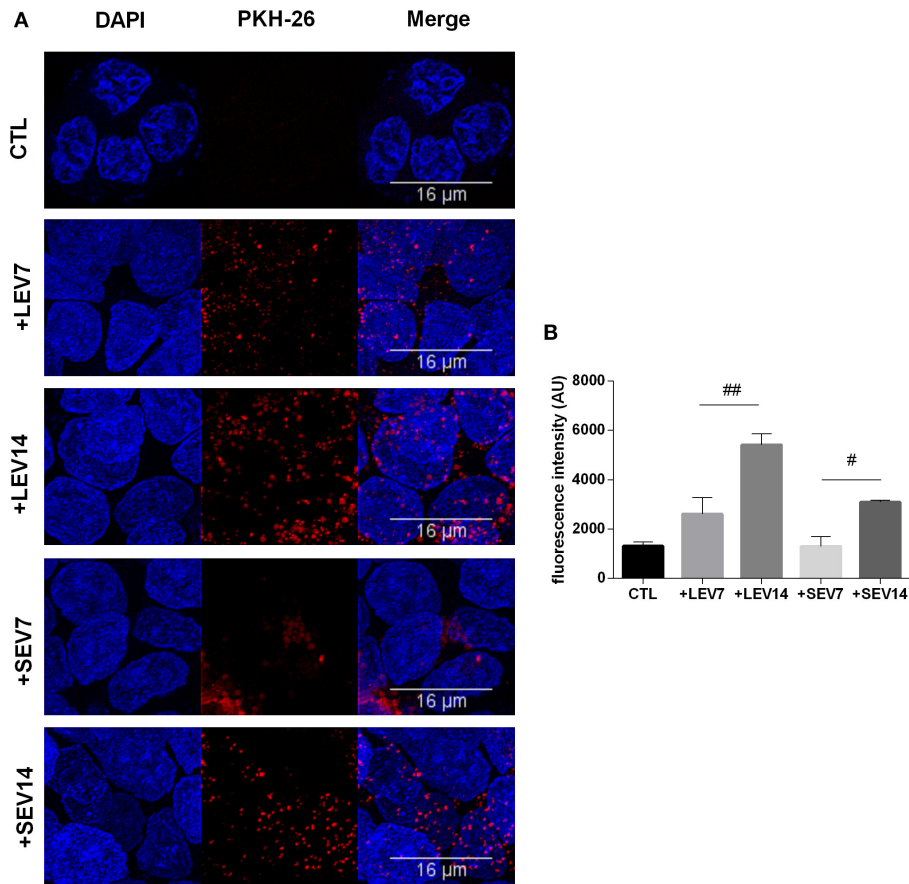 A
DAPI PKH-26 Merge
CTL
16 µm
+LEV7
16 µm
+LEV14
16 µm
+SEV7
16 µm
+SEV14
16 µm
B
fluorescence intensity (AU)
8000
6000
4000
2000
0
##
#
CTL +LEV7 +LEV14 +SEV7 +SEV14